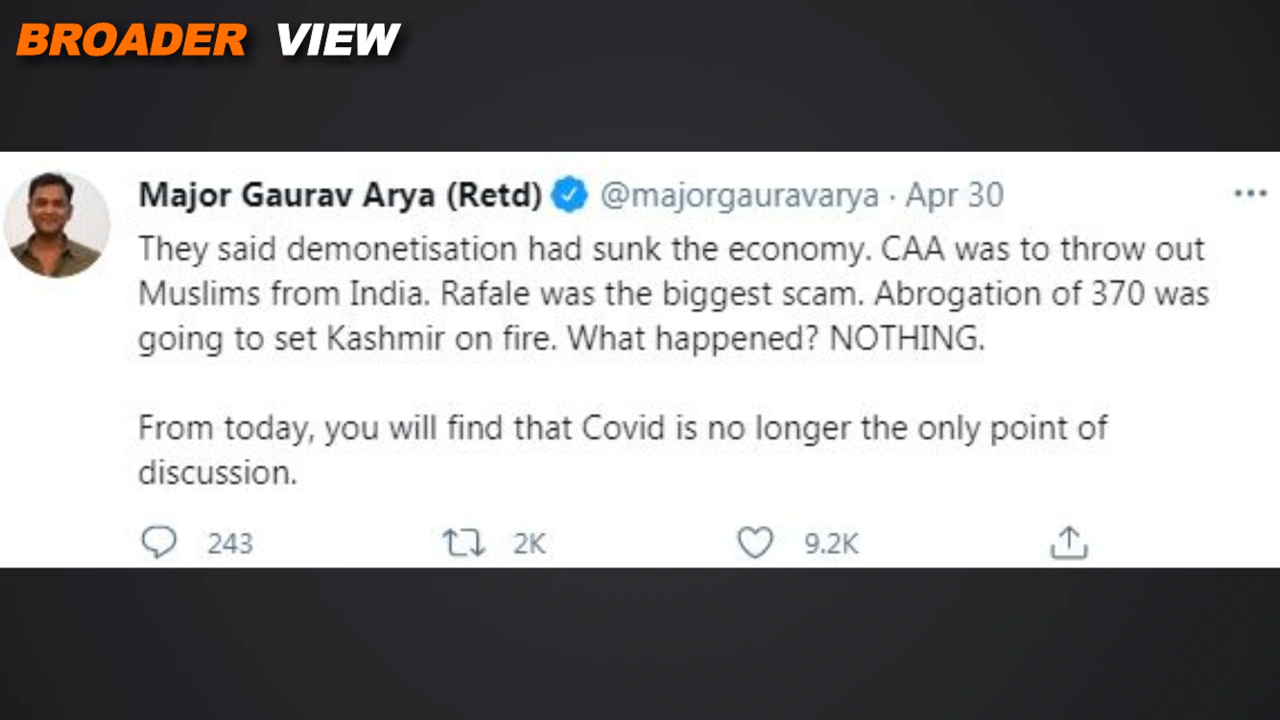 BROADER VIEW
Major Gaurav Arya (Retd) @majorgauravarya · Apr 30
They said demonetisation had sunk the economy. CAA was to throw out
Muslims from India. Rafale was the biggest scam. Abrogation of 370 was
going to set Kashmir on fire. What happened? NOTHING.
From today, you will find that Covid is no longer the only point of
discussion.
243 2K 9.2K